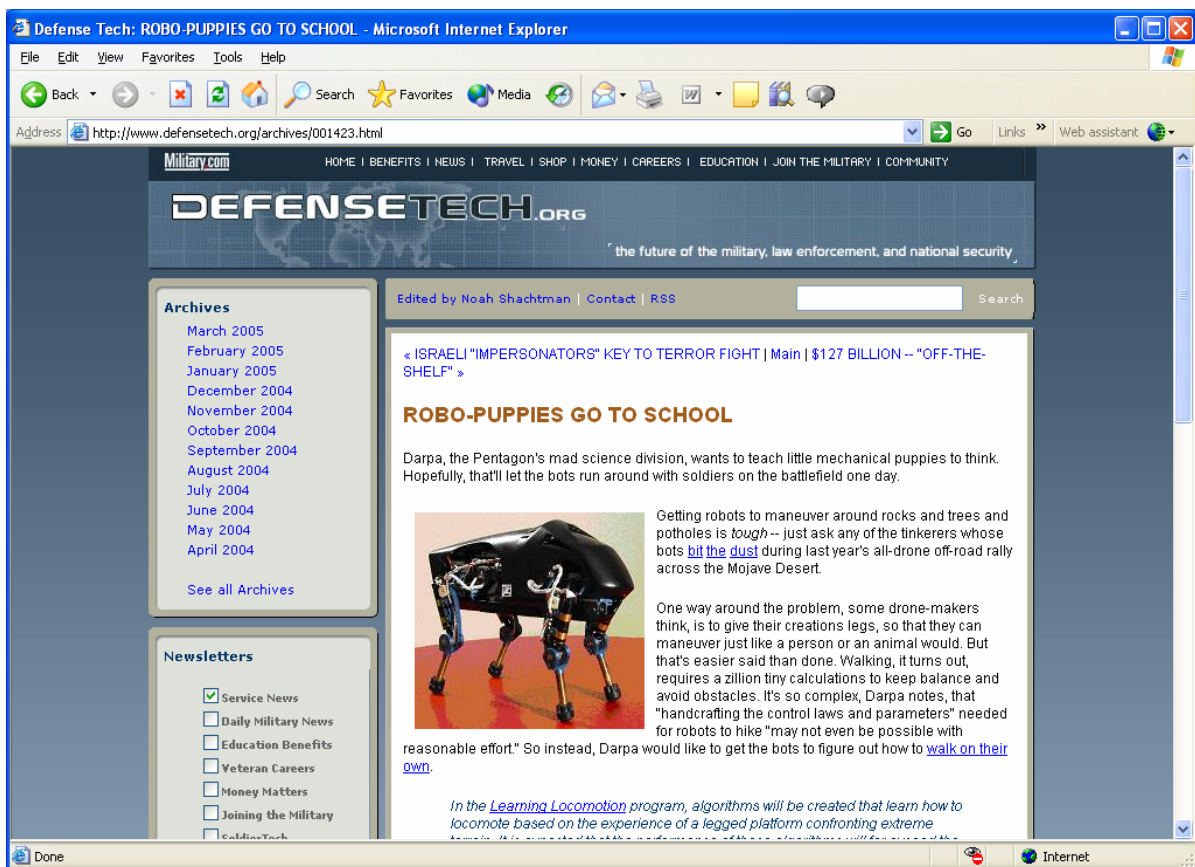 Defense Tech: ROBO-PUPPIES GO TO SCHOOL - Microsoft Internet Explorer
File Edit View Favorites Tools Help
Back Search Favorites Media
Address http://www.defensetech.org/archives/001423.html Go Links » Web assistant
Military.com HOME I BENEFITS I NEWS I TRAVEL I SHOP I MONEY I CAREERS I EDUCATION I JOIN THE MILITARY I COMMUNITY
DEFENSETECH.ORG
the future of the military, law enforcement, and national security
Archives
March 2005
February 2005
January 2005
December 2004
November 2004
October 2004
September 2004
August 2004
July 2004
June 2004
May 2004
April 2004
See all Archives
Newsletters
Service News
Daily Military News
Education Benefits
Veteran Careers
Money Matters
Joining the Military
SoldierTech
Edited by Noah Shachtman | Contact | RSS Search
« ISRAELI "IMPERSONATORS" KEY TO TERROR FIGHT | Main | $127 BILLION -- "OFF-THE-
SHELF" »
ROBO-PUPPIES GO TO SCHOOL
Darpa, the Pentagon's mad science division, wants to teach little mechanical puppies to think.
Hopefully, that'll let the bots run around with soldiers on the battlefield one day.
Getting robots to maneuver around rocks and trees and
potholes is tough -- just ask any of the tinkerers whose
bots bit the dust during last year's all-drone off-road rally
across the Mojave Desert.
One way around the problem, some drone-makers
think, is to give their creations legs, so that they can
maneuver just like a person or an animal would. But
that's easier said than done. Walking, it turns out,
requires a zillion tiny calculations to keep balance and
avoid obstacles. It's so complex, Darpa notes, that
"handcrafting the control laws and parameters" needed
for robots to hike "may not even be possible with
reasonable effort." So instead, Darpa would like to get the bots to figure out how to walk on their
own.
In the Learning Locomotion program, algorithms will be created that learn how to
locomote based on the experience of a legged platform confronting extreme
Done Internet